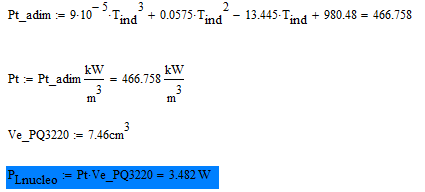 Pt_adim := 9·10^-5·T_ind^3 + 0.0575·T_ind^2 − 13.445·T_ind + 980.48 = 466.758
Pt := Pt_adim kW/m^3 = 466.758 kW/m^3
Ve_PQ3220 := 7.46cm^3
P_Lnucleo := Pt·Ve_PQ3220 = 3.482 W